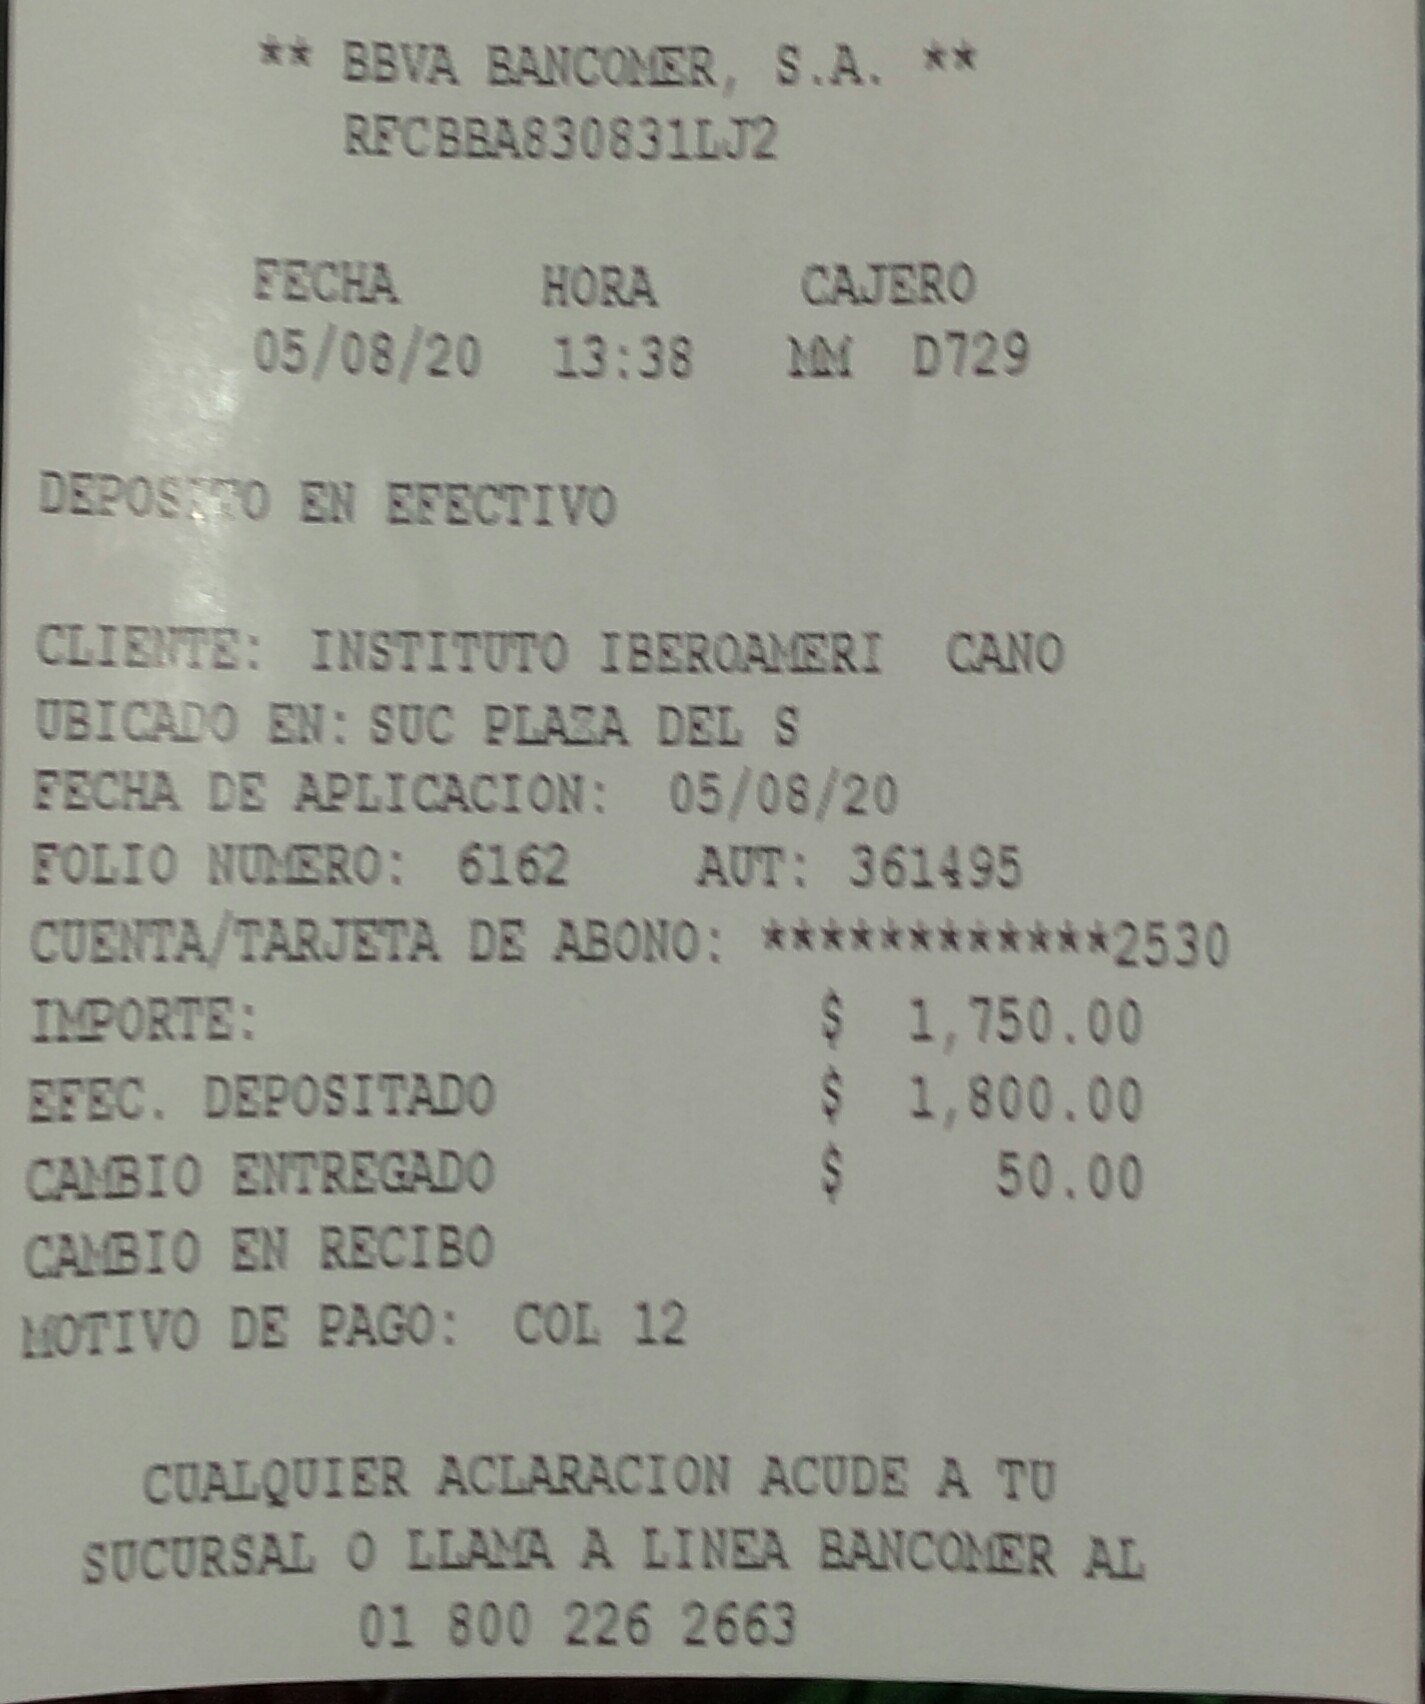 ** BBVA BANCOMER, S.A. **
RFCBBA830831LJ2
FECHA HORA CAJERO
05/08/20 13:38 MM D729
DEPOSITO EN EFECTIVO
CLIENTE: INSTITUTO IBEROAMERI CANO
UBICADO EN: SUC PLAZA DEL S
FECHA DE APLICACION: 05/08/20
FOLIO NUMERO: 6162 AUT: 361495
CUENTA/TARJETA DE ABONO: ************2530
IMPORTE: $ 1,750.00
EFEC. DEPOSITADO $ 1,800.00
CAMBIO ENTREGADO $ 50.00
CAMBIO EN RECIBO
MOTIVO DE PAGO: COL 12
CUALQUIER ACLARACION ACUDE A TU
SUCURSAL O LLAMA A LINEA BANCOMER AL
01 800 226 2663